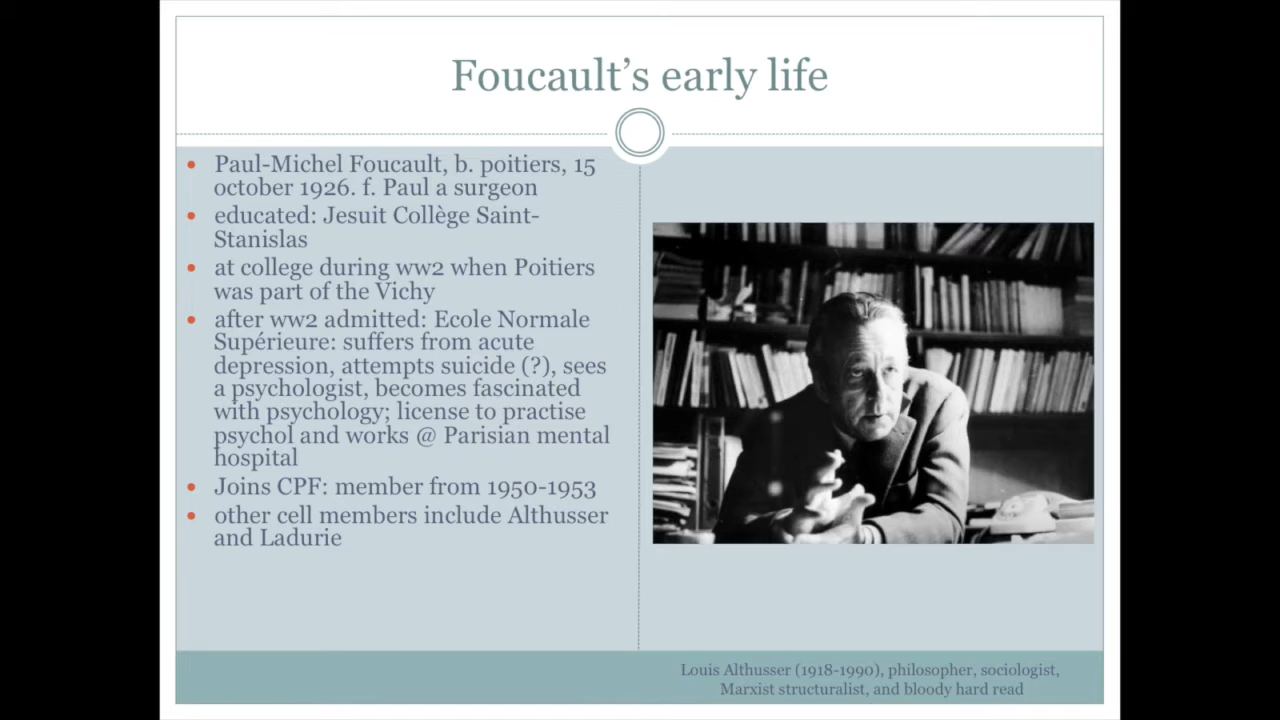 Foucault’s early life
Paul-Michel Foucault, b. poitiers, 15
october 1926. f. Paul a surgeon
educated: Jesuit Collège Saint-
Stanislas
at college during ww2 when Poitiers
was part of the Vichy
after ww2 admitted: Ecole Normale
Supérieure: suffers from acute
depression, attempts suicide (?), sees
a psychologist, becomes fascinated
with psychology; license to practise
psychol and works @ Parisian mental
hospital
Joins CPF: member from 1950-1953
other cell members include Althusser
and Ladurie
Louis Althusser (1918-1990), philosopher, sociologist,
Marxist structuralist, and bloody hard read